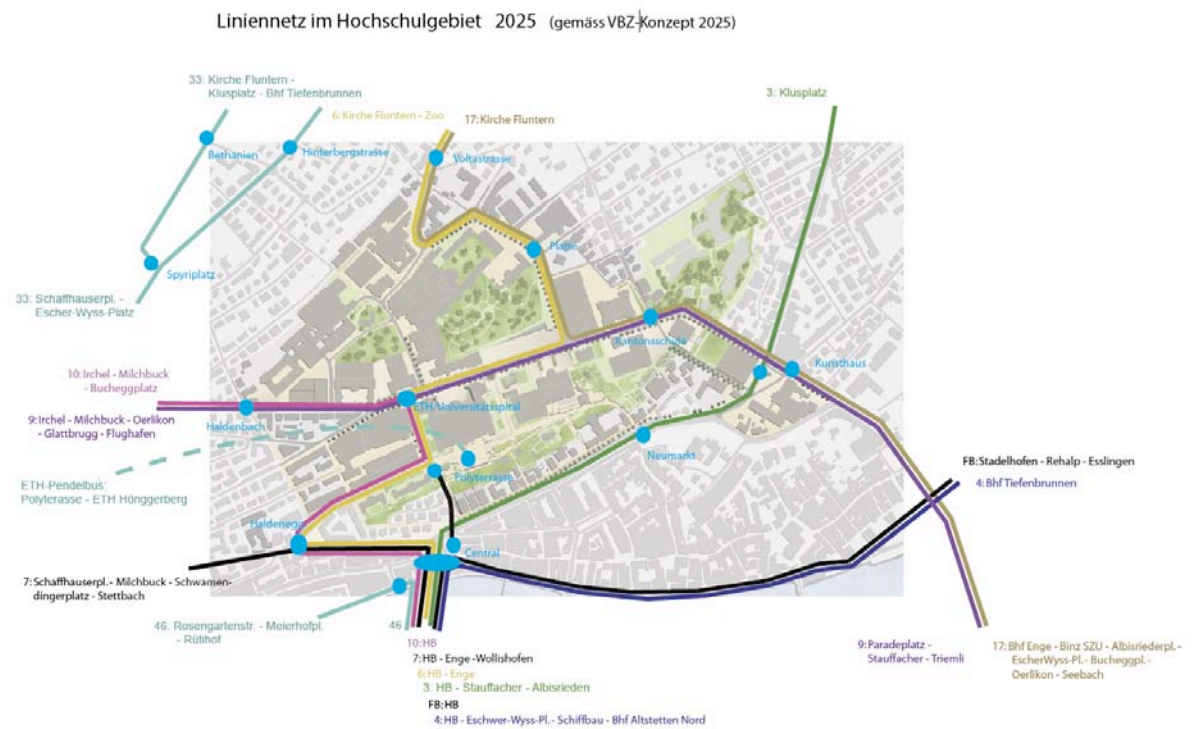 Liniennetz im Hochschulgebiet 2025 (gemäss VBZ-Konzept 2025)
33: Kirche Fluntern -
Klusplatz - Bhf Tiefenbrunnen
3: Klusplatz
6: Kirche Fluntern - Zoo
17: Kirche Fluntern
Bethanien
Hinterbergstrasse
Voltastrasse
Platte
Spyriplatz
33: Schaffhauserpl. -
Escher-Wyss-Platz
Kantonsschule
Kunsthaus
10: Irchel - Milchbuck
- Bucheggplatz
ETH/Universitätsspital
9: Irchel - Milchbuck - Oerlikon
- Glattbrugg - Flughafen
Haldenbach
Neumarkt
FB: Stadelhofen - Rehalp - Esslingen
4: Bhf Tiefenbrunnen
ETH-Pendelbus:
Polyterasse - ETH Hönggerberg
Polyterrasse
Haldenegg
Central
7: Schaffhauserpl. - Milchbuck - Schwamen-
dingerplatz - Stettbach
46: Rosengartenstr. - Meierhofpl.
- Rütihof
46
10: HB
7: HB - Enge -Wollishofen
6: HB - Enge
3: HB - Stauffacher - Albisrieden
FB: HB
4: HB - Eschwer-Wyss-Pl. - Schiffbau - Bhf Altstetten Nord
9: Paradeplatz -
Stauffacher - Triemli
17: Bhf Enge - Binz SZU - Albisriederpl. -
EscherWyss-Pl. - Bucheggpl. -
Oerlikon - Seebach